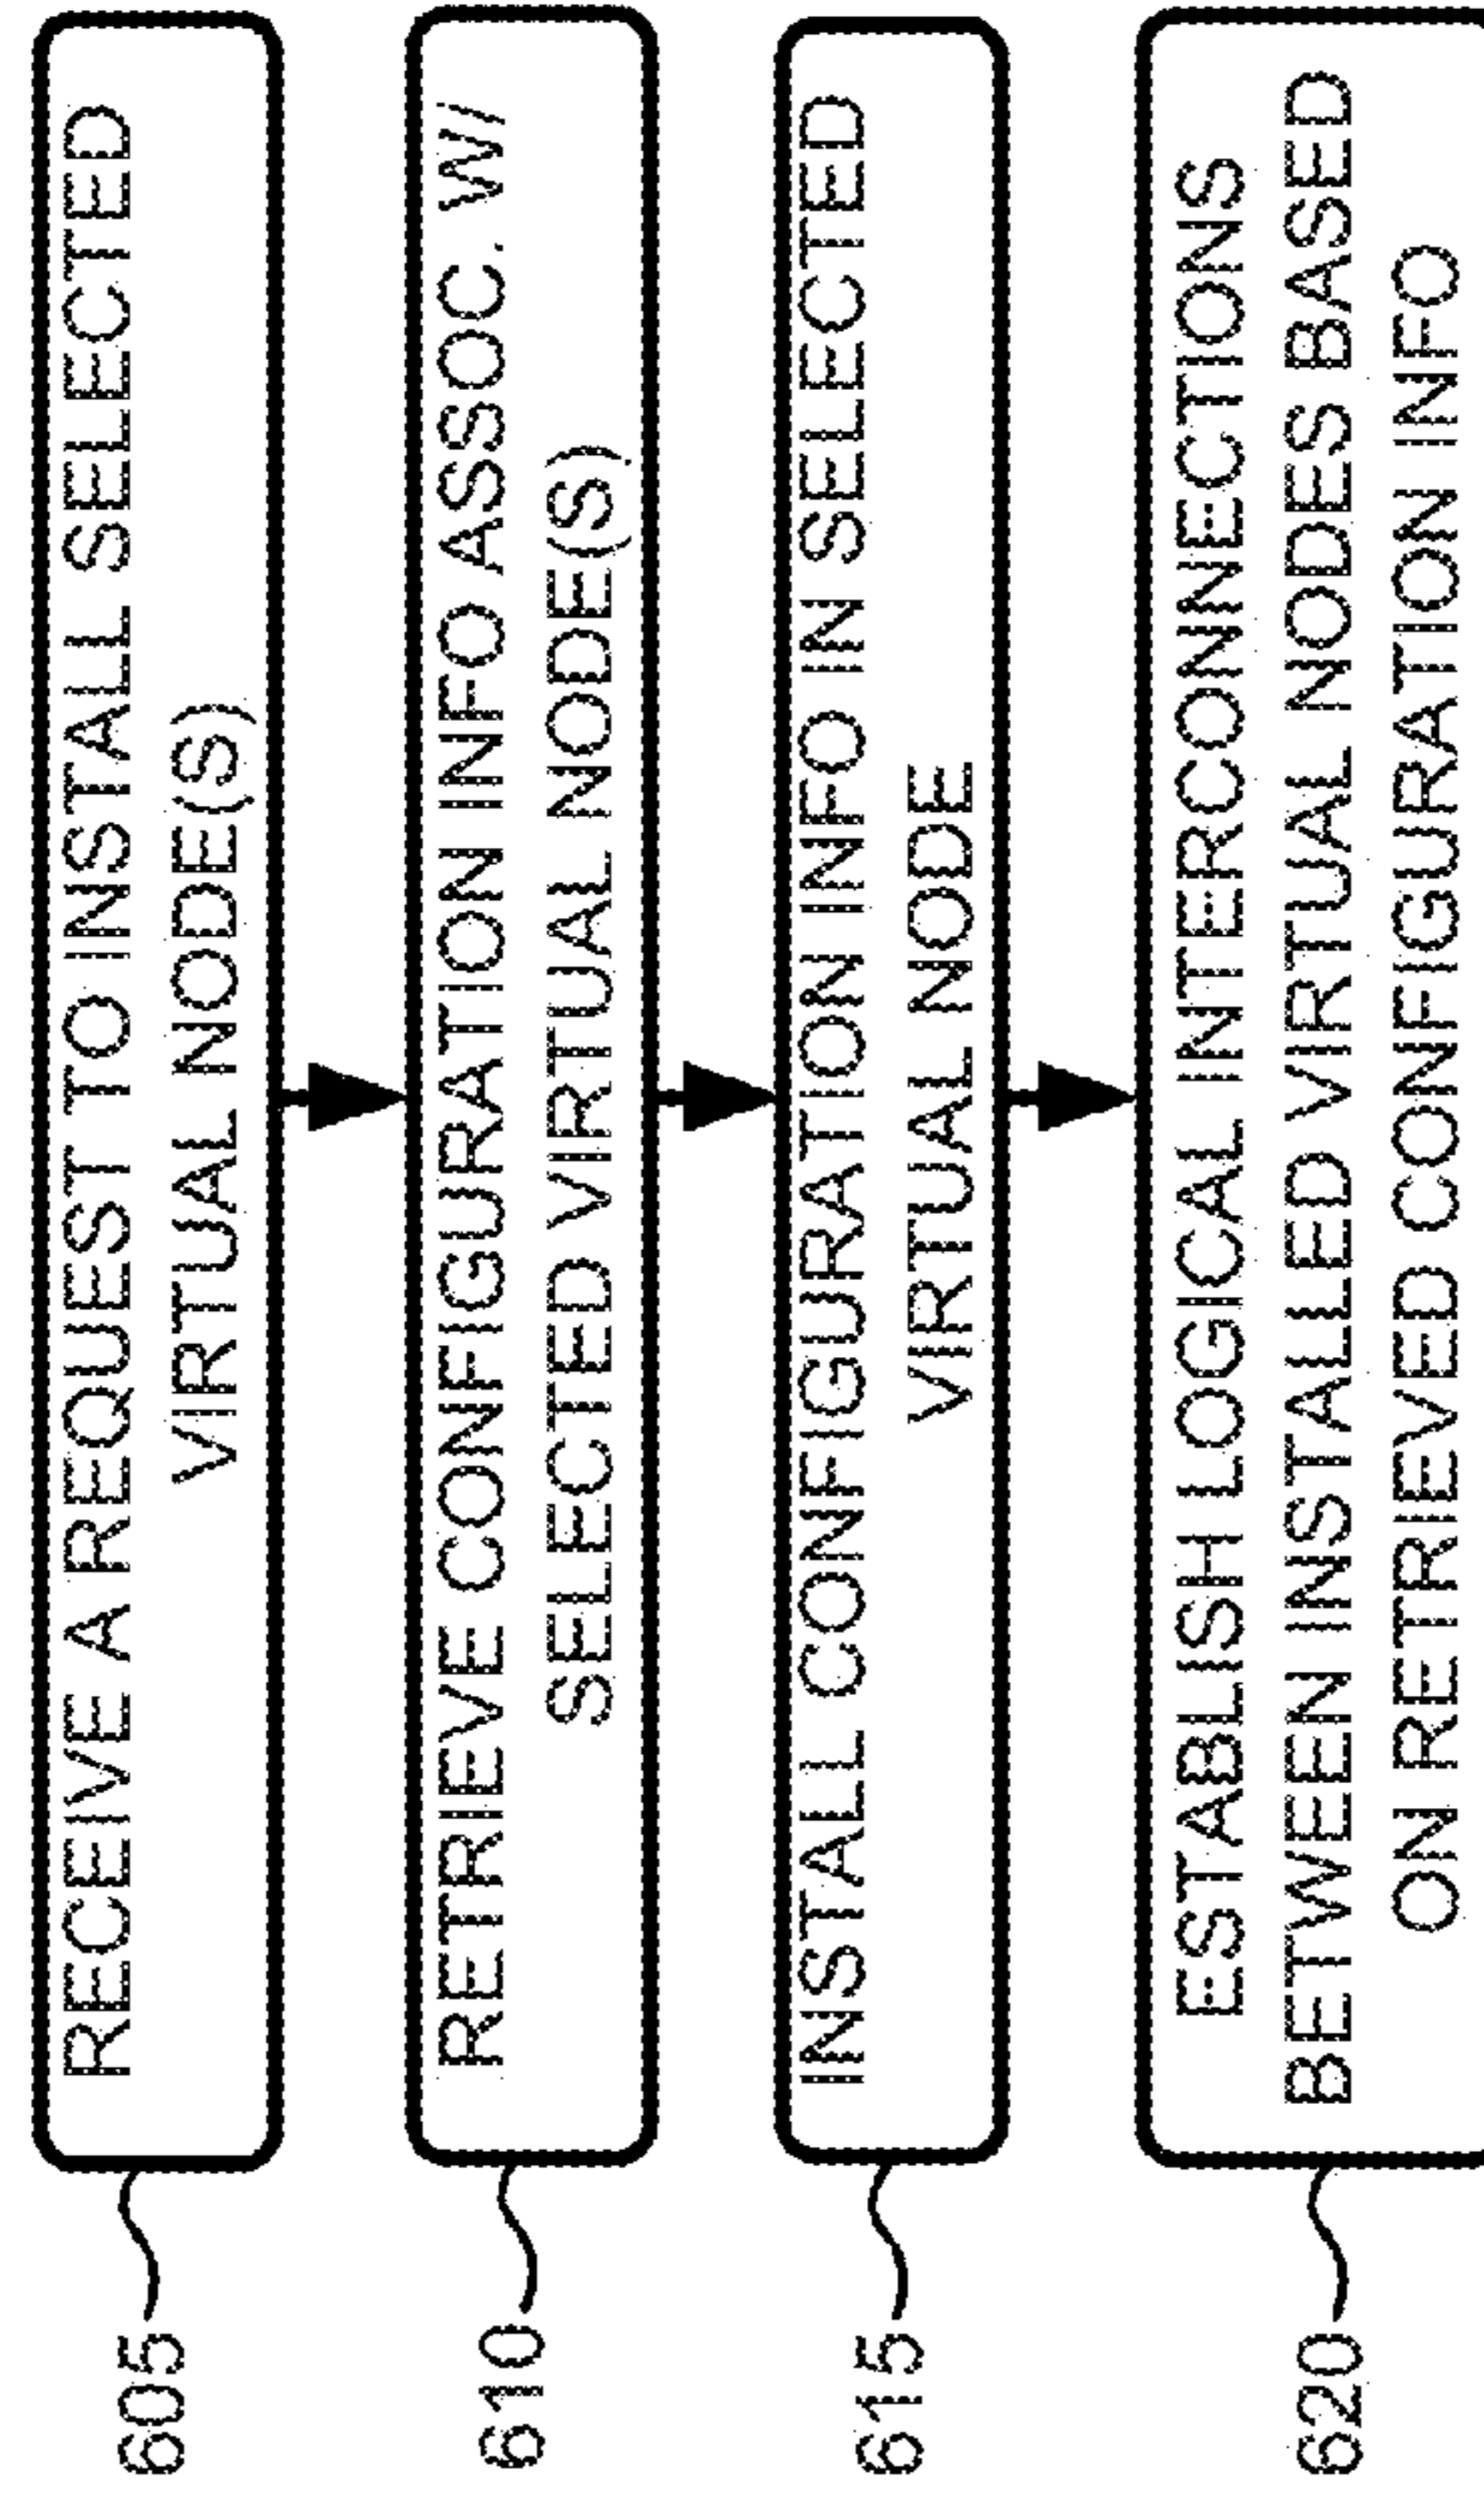 605
RECEIVE A REQUEST TO INSTALL SELECTED
VIRTUAL NODE(S)
610
RETRIEVE CONFIGURATION INFO ASSOC. W/
SELECTED VIRTUAL NODE(S)
615
INSTALL CONFIGURATION INFO IN SELECTED
VIRTUAL NODE
620
ESTABLISH LOGICAL INTERCONNECTIONS
BETWEEN INSTALLED VIRTUAL NODES BASED
ON RETRIEVED CONFIGURATION INFO